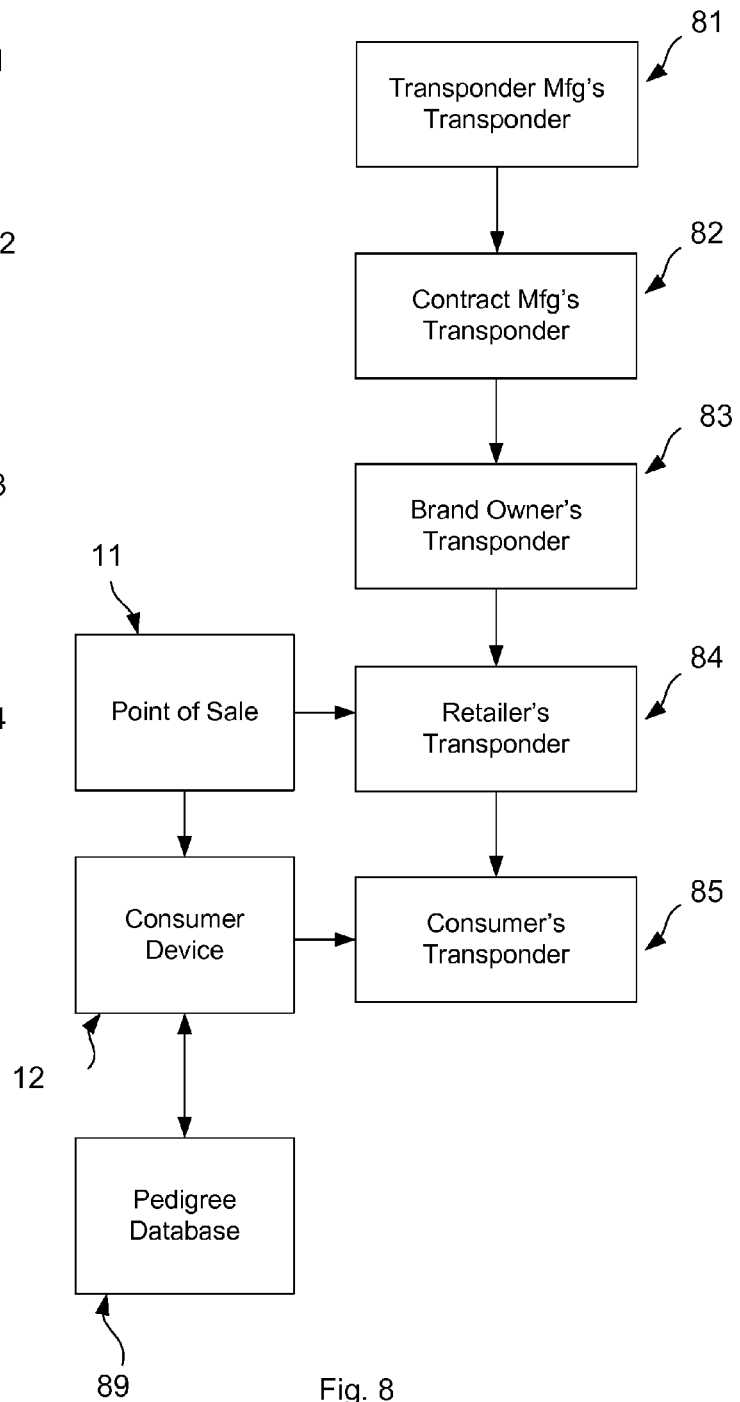 81
Transponder Mfg's
Transponder
82
Contract Mfg's
Transponder
83
Brand Owner's
Transponder
11
Point of Sale
84
Retailer's
Transponder
Consumer
Device
12
85
Consumer's
Transponder
Pedigree
Database
89
Fig. 8